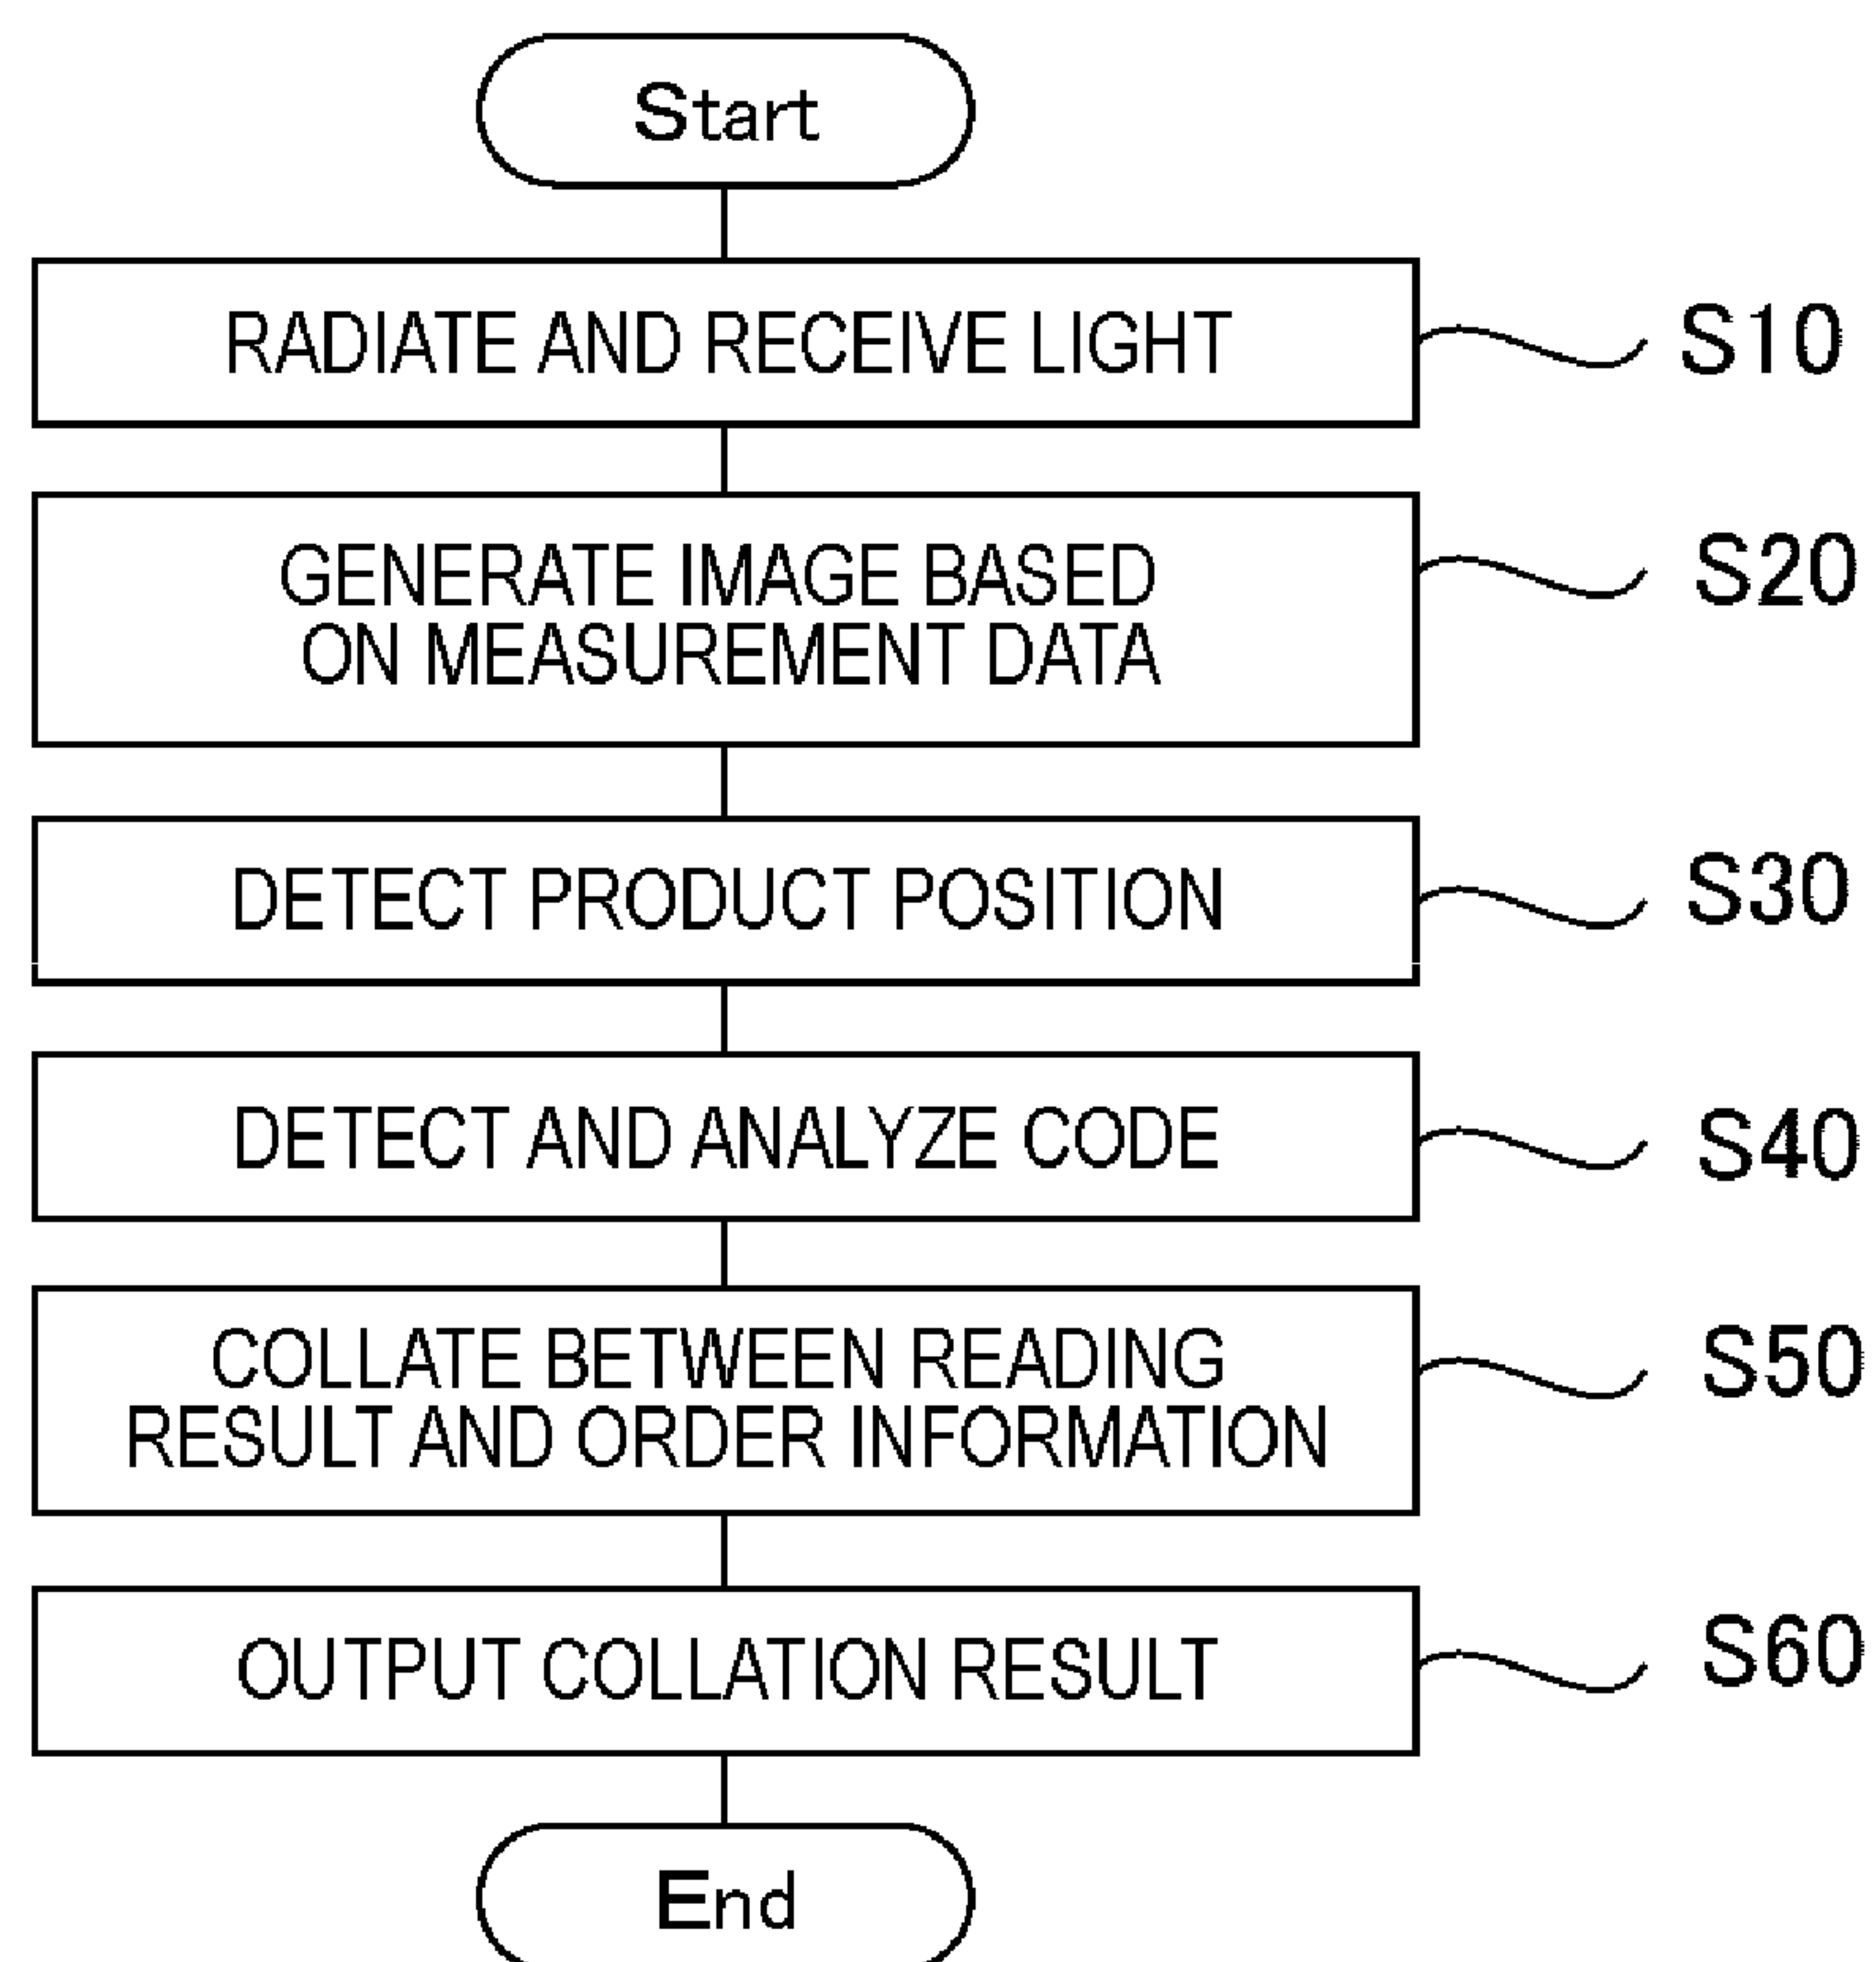 Start
RADIATE AND RECEIVE LIGHT
S10
GENERATE IMAGE BASED
ON MEASUREMENT DATA
S20
DETECT PRODUCT POSITION
S30
DETECT AND ANALYZE CODE
S40
COLLATE BETWEEN READING
RESULT AND ORDER INFORMATION
S50
OUTPUT COLLATION RESULT
S60
End